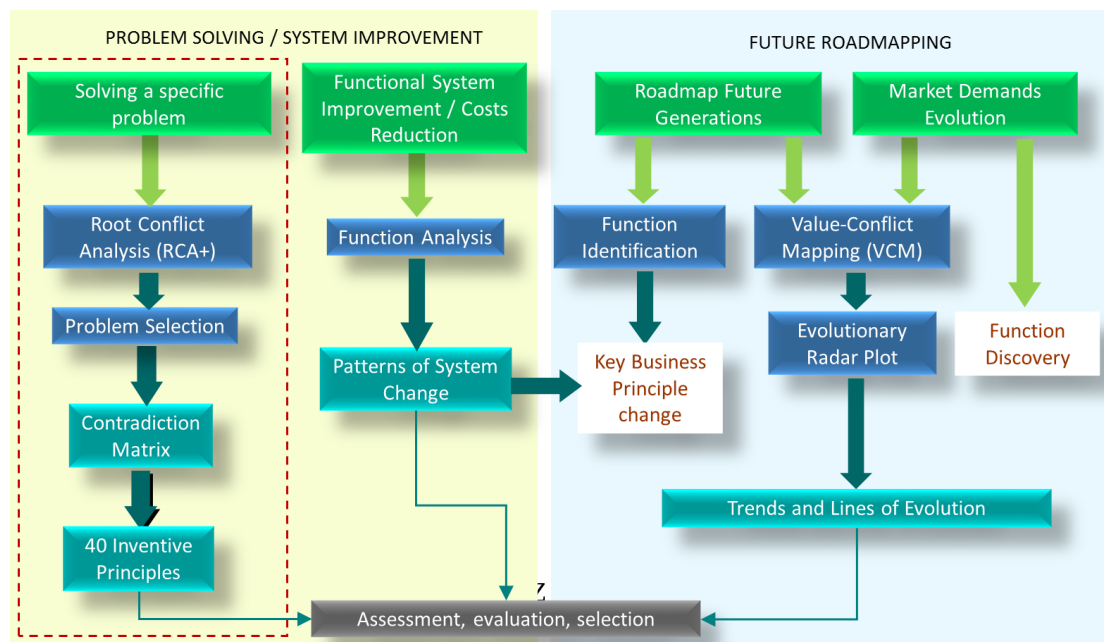 PROBLEM SOLVING / SYSTEM IMPROVEMENT
FUTURE ROADMAPPING
Solving a specific
problem
Functional System
Improvement / Costs
Reduction
Roadmap Future
Generations
Market Demands
Evolution
Root Conflict
Analysis (RCA+)
Function Analysis
Function
Identification
Value-Conflict
Mapping (VCM)
Problem Selection
Patterns of System
Change
Key Business
Principle
change
Evolutionary
Radar Plot
Function
Discovery
Contradiction
Matrix
Trends and Lines of Evolution
40 Inventive
Principles
Assessment, evaluation, selection